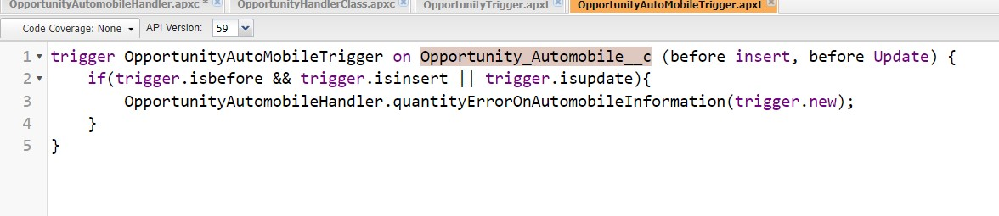 OpportunityAutomobileHandler.apxc * OpportunityHandlerClass.apxc OpportunityTrigger.apxt OpportunityAutoMobileTrigger.apxt
Code Coverage: None API Version: 59
1 trigger OpportunityAutoMobileTrigger on Opportunity_Automobile__c (before insert, before Update) {
2 if(trigger.isbefore && trigger.isinsert || trigger.isupdate){
3 OpportunityAutomobileHandler.quantityErrorOnAutomobileInformation(trigger.new);
4 }
5 }